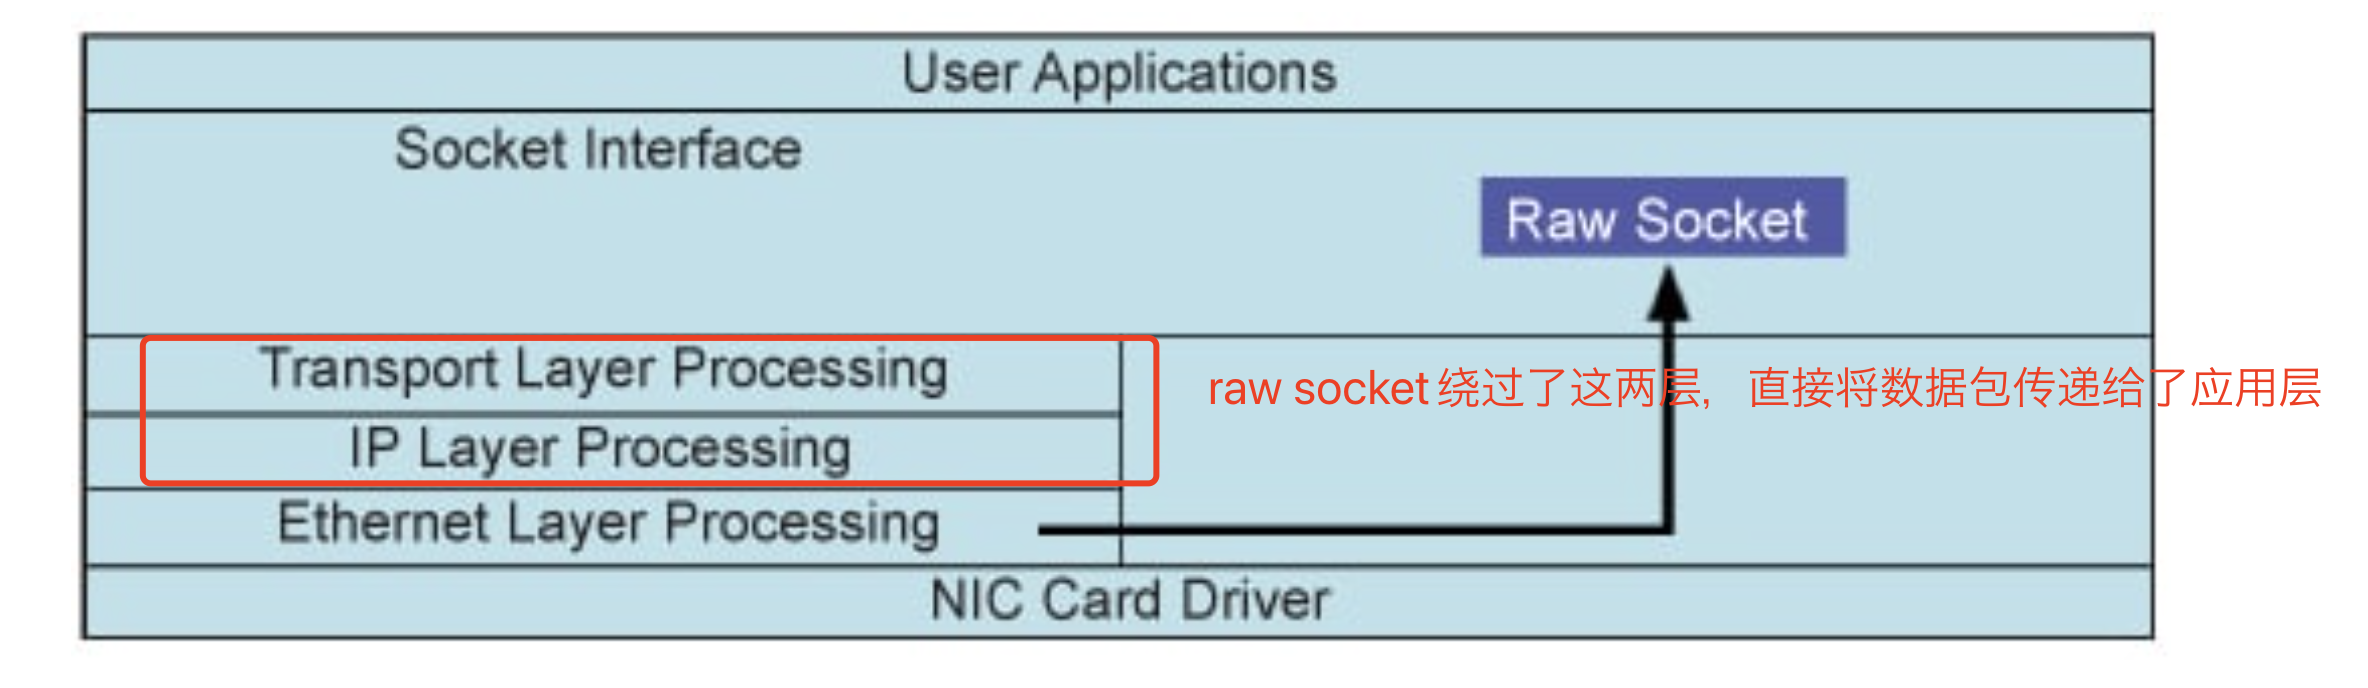 User Applications
Socket Interface
Raw Socket
Transport Layer Processing
raw socket 绕过了这两层，直接将数据包传递给了应用层
IP Layer Processing
Ethernet Layer Processing
NIC Card Driver